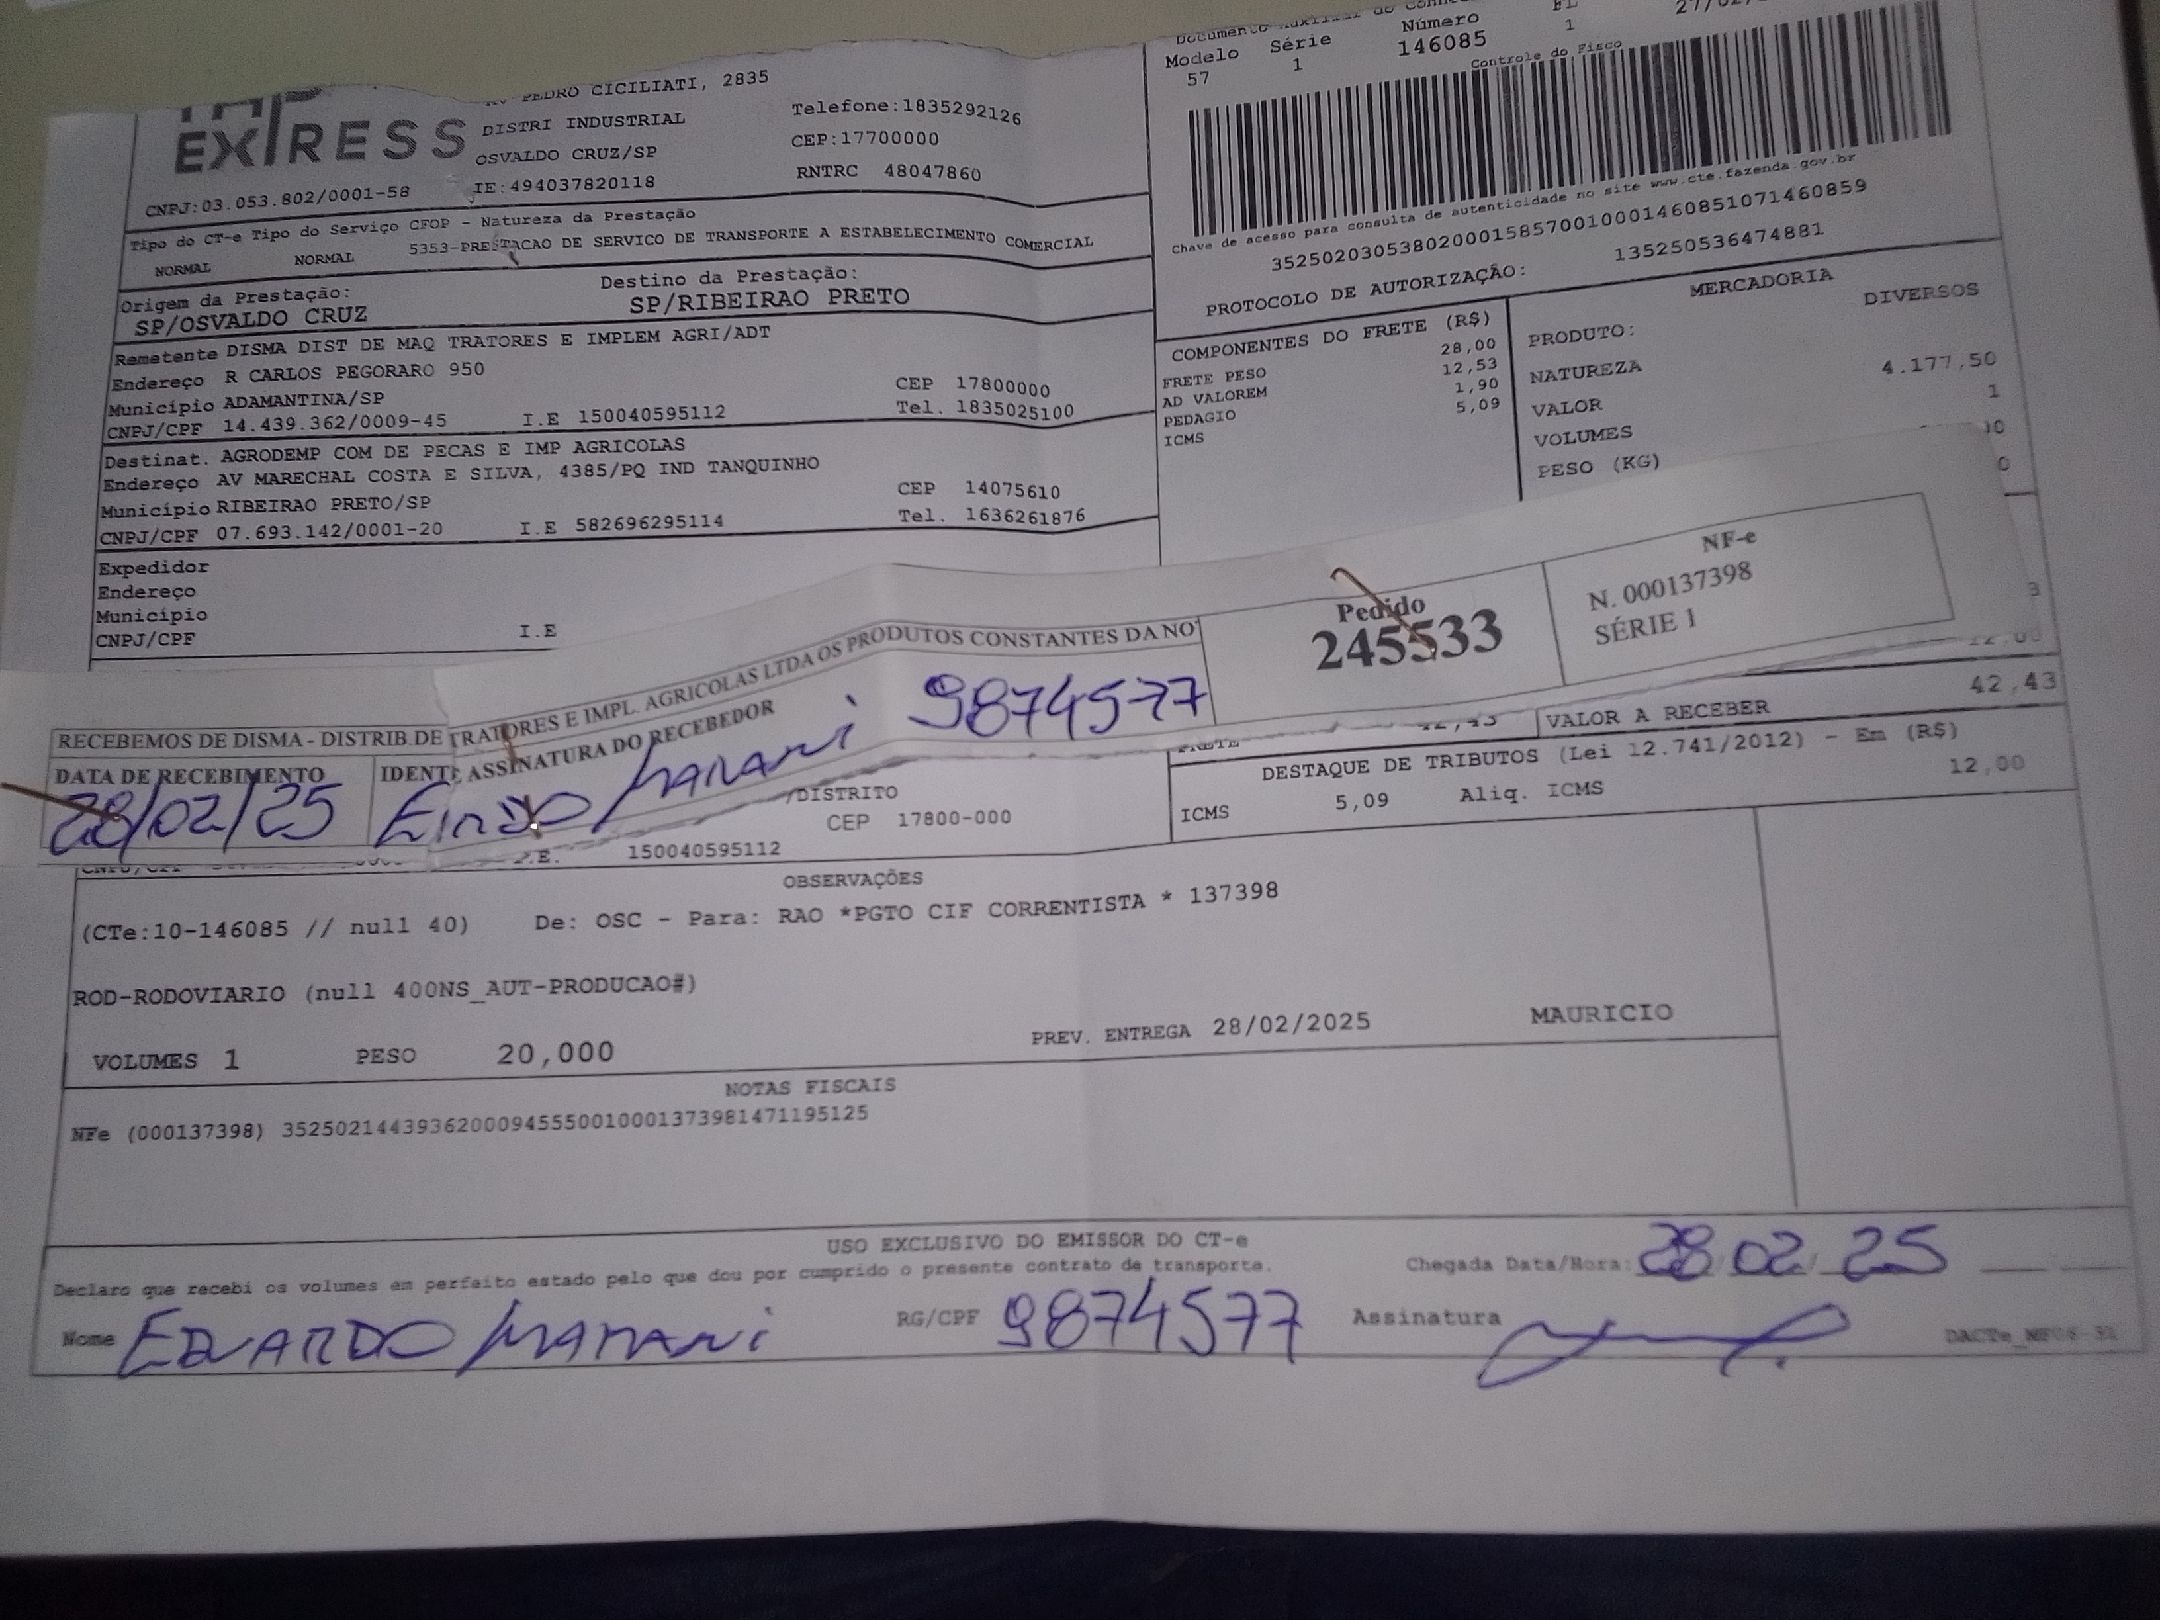 EXPRESS
AV PEDRO CICILIATI, 2835
DISTRI INDUSTRIAL
Telefone:1835292126
OSVALDO CRUZ/SP
CEP:17700000
CNPJ:03.053.802/0001-58
IE:494037820118
RNTRC 48047860
Modelo Série Número FL
57 1 146085 1
Controle do Fisco
Chave de acesso para consulta de autenticidade no site www.cte.fazenda.gov.br
35250203053802000158570010001460851071460859
PROTOCOLO DE AUTORIZAÇÃO: 135250536474881
Tipo do CT-e Tipo do Serviço CFOP - Natureza da Prestação
NORMAL NORMAL 5353-PRESTACAO DE SERVICO DE TRANSPORTE A ESTABELECIMENTO COMERCIAL
Origem da Prestação: Destino da Prestação:
SP/OSVALDO CRUZ SP/RIBEIRAO PRETO
Remetente DISMA DIST DE MAQ TRATORES E IMPLEM AGRI/ADT
Endereço R CARLOS PEGORARO 950
Município ADAMANTINA/SP CEP 17800000
CNPJ/CPF 14.439.362/0009-45 I.E 150040595112 Tel. 1835025100
Destinat. AGRODEMP COM DE PECAS E IMP AGRICOLAS
Endereço AV MARECHAL COSTA E SILVA, 4385/PQ IND TANQUINHO
Município RIBEIRAO PRETO/SP CEP 14075610
CNPJ/CPF 07.693.142/0001-20 I.E 582696295114 Tel. 1636261876
Expedidor
Endereço
Município
CNPJ/CPF I.E
COMPONENTES DO FRETE (R$)
FRETE PESO 28,00
AD VALOREM 12,53
PEDAGIO 1,90
ICMS 5,09
MERCADORIA
PRODUTO: DIVERSOS
NATUREZA
VALOR 4.177,50
VOLUMES 1
PESO (KG)
RECEBEMOS DE DISMA - DISTRIB.DE TRATORES E IMPL. AGRICOLAS LTDA OS PRODUTOS CONSTANTES DA NO
DATA DE RECEBIMENTO
28/02/25
IDENTE ASSINATURA DO RECEBEDOR
MAMANI 9874577
Pedido
245533
NF-e
N. 000137398
SÉRIE 1
FRETE 42,43 VALOR A RECEBER 42,43
DESTAQUE DE TRIBUTOS (Lei 12.741/2012) - Em (R$)
ICMS 5,09 Aliq. ICMS 12,00
/DISTRITO
CEP 17800-000
I.E. 150040595112
OBSERVAÇÕES
(CTe:10-146085 // null 40) De: OSC - Para: RAO *PGTO CIF CORRENTISTA * 137398
ROD-RODOVIARIO (null 400NS_AUT-PRODUCAO#)
VOLUMES 1 PESO 20,000 PREV. ENTREGA 28/02/2025 MAURICIO
NOTAS FISCAIS
NFe (000137398) 35250214439362000945550010001373981471195125
USO EXCLUSIVO DO EMISSOR DO CT-e
Declaro que recebi os volumes em perfeito estado pelo que dou por cumprido o presente contrato de transporte.
Chegada Data/Hora: 28/02/25
Nome EDUARDO MAMANI RG/CPF 9874577 Assinatura